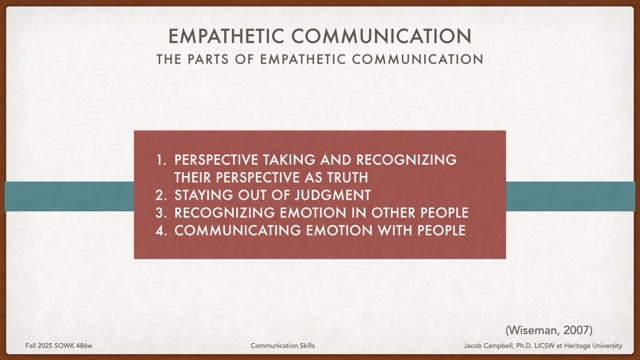 EMPATHETIC COMMUNICATION
THE PARTS OF EMPATHETIC COMMUNICATION
1. PERSPECTIVE TAKING AND RECOGNIZING
THEIR PERSPECTIVE AS TRUTH
2. STAYING OUT OF JUDGMENT
3. RECOGNIZING EMOTION IN OTHER PEOPLE
4. COMMUNICATING EMOTION WITH PEOPLE
(Wiseman, 2007)
Fall 2025 SOWK 486w
Communication Skills
Jacob Campbell, Ph.D. LICSW at Heritage University